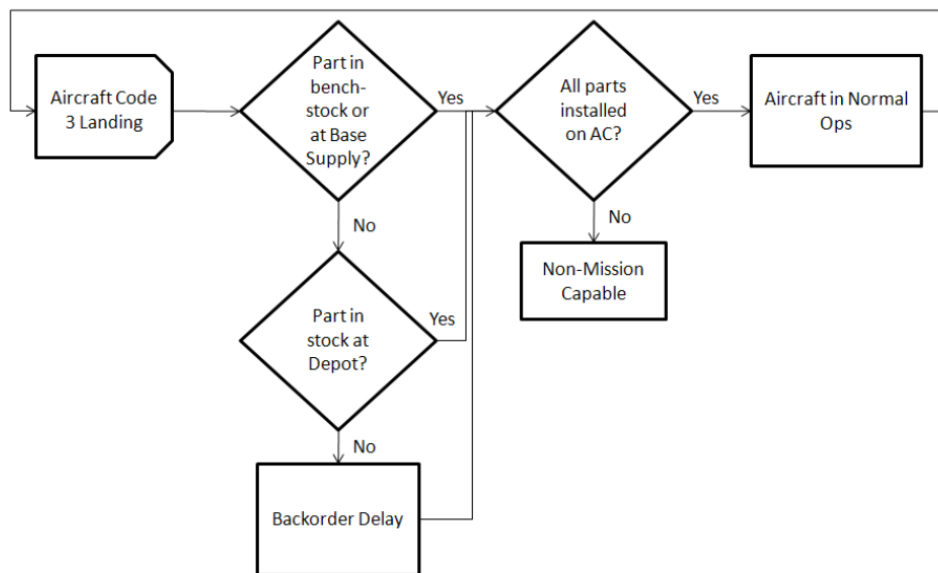 Aircraft Code
3 Landing
Part in
bench-
stock or
at Base
Supply?
Yes
All parts
installed
on AC?
Yes
Aircraft in Normal
Ops
No
No
Non-Mission
Capable
Part in
stock at
Depot?
Yes
No
Backorder Delay